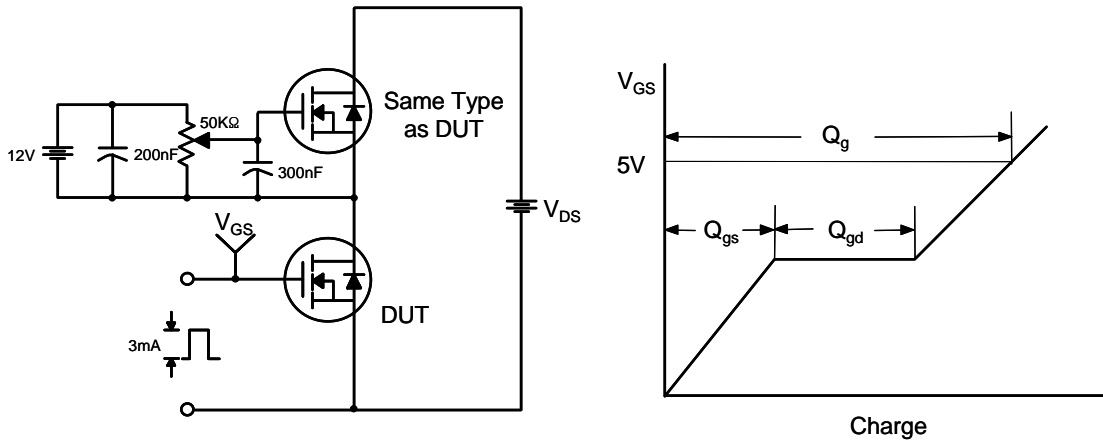 12V
200nF
50KΩ
300nF
Same Type
as DUT
V_DS
V_GS
DUT
3mA
V_GS
5V
Q_g
Q_gs
Q_gd
Charge